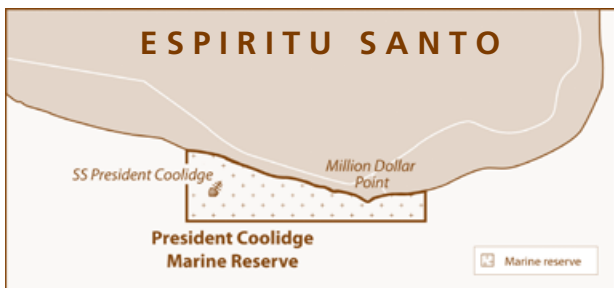 ESPIRITU SANTO
SS President Coolidge
Million Dollar
Point
President Coolidge
Marine Reserve
Marine reserve